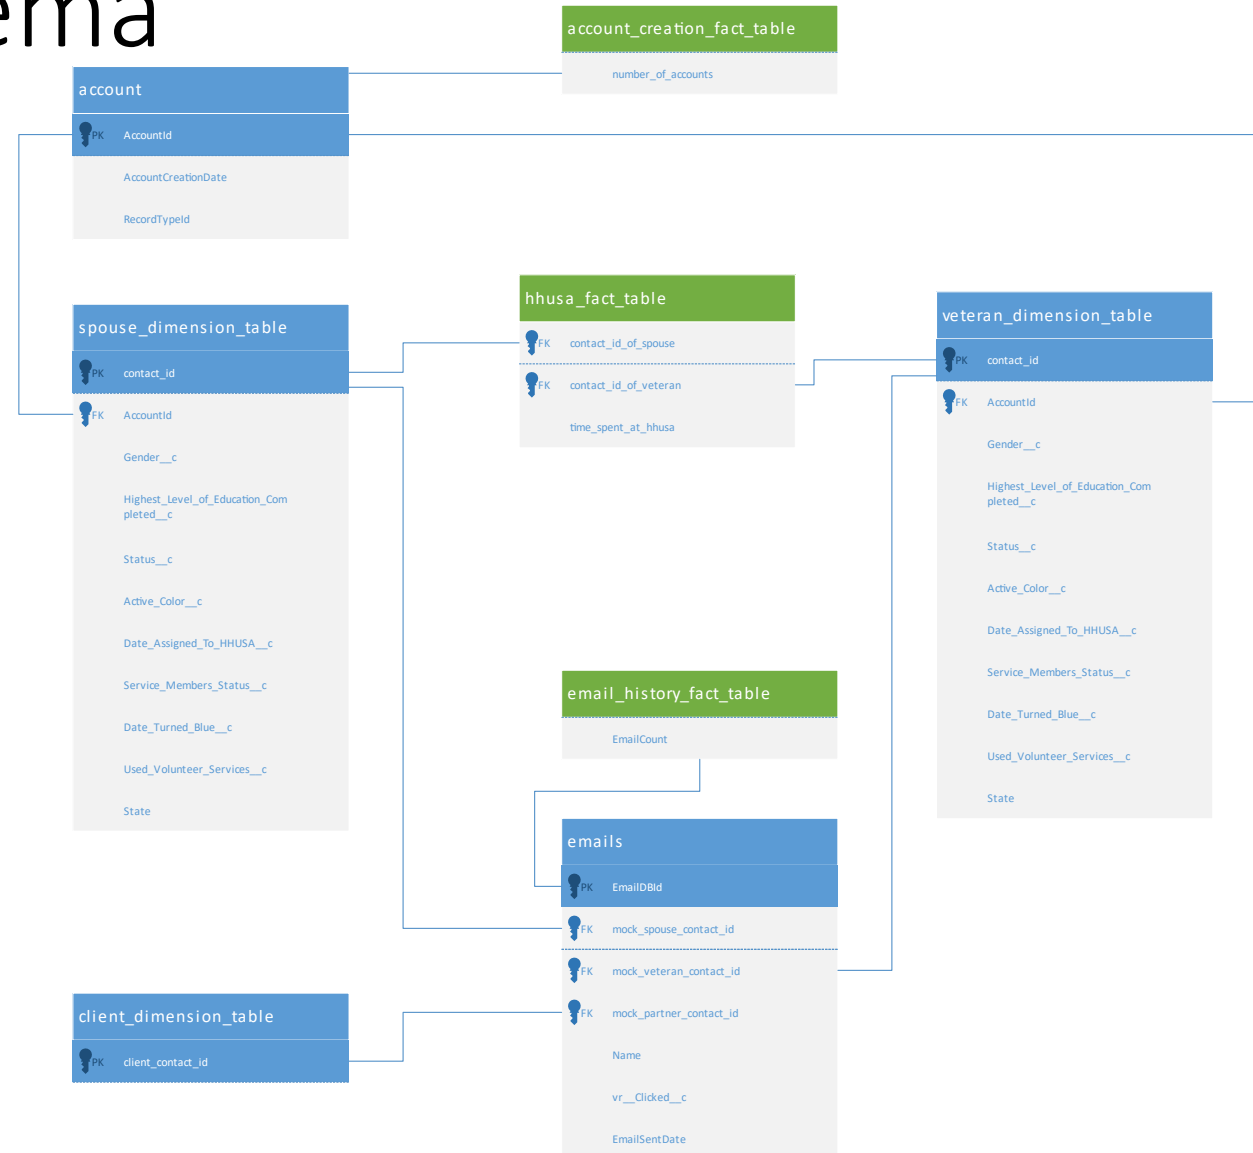 ema
account_creation_fact_table
number_of_accounts
account
PK AccountId
AccountCreationDate
RecordTypeId
hhusa_fact_table
FK contact_id_of_spouse
FK contact_id_of_veteran
time_spent_at_hhusa
spouse_dimension_table
PK contact_id
FK AccountId
Gender__c
Highest_Level_of_Education_Com
pleted__c
Status__c
Active_Color__c
Date_Assigned_To_HHUSA__c
Service_Members_Status__c
Date_Turned_Blue__c
Used_Volunteer_Services__c
State
veteran_dimension_table
PK contact_id
FK AccountId
Gender__c
Highest_Level_of_Education_Com
pleted__c
Status__c
Active_Color__c
Date_Assigned_To_HHUSA__c
Service_Members_Status__c
Date_Turned_Blue__c
Used_Volunteer_Services__c
State
email_history_fact_table
EmailCount
emails
PK EmailDBId
FK mock_spouse_contact_id
FK mock_veteran_contact_id
FK mock_partner_contact_id
Name
vr__Clicked__c
EmailSentDate
client_dimension_table
PK client_contact_id